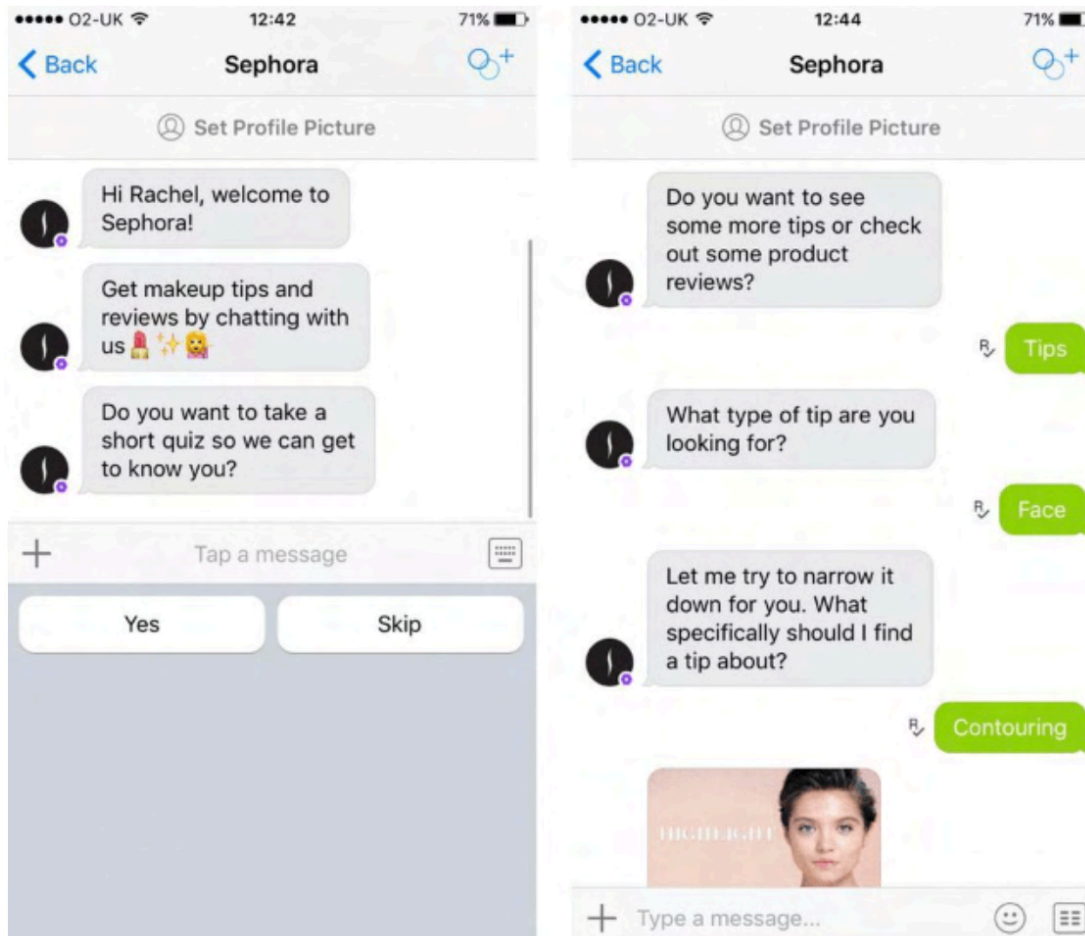 O2-UK 12:42 71%
Back Sephora
Set Profile Picture
Hi Rachel, welcome to
Sephora!
Get makeup tips and
reviews by chatting with
us💄✨💁
Do you want to take a
short quiz so we can get
to know you?
Tap a message
Yes Skip
O2-UK 12:44 71%
Back Sephora
Set Profile Picture
Do you want to see
some more tips or check
out some product
reviews?
R Tips
What type of tip are you
looking for?
R Face
Let me try to narrow it
down for you. What
specifically should I find
a tip about?
R Contouring
HIGHLIGHT
Type a message...